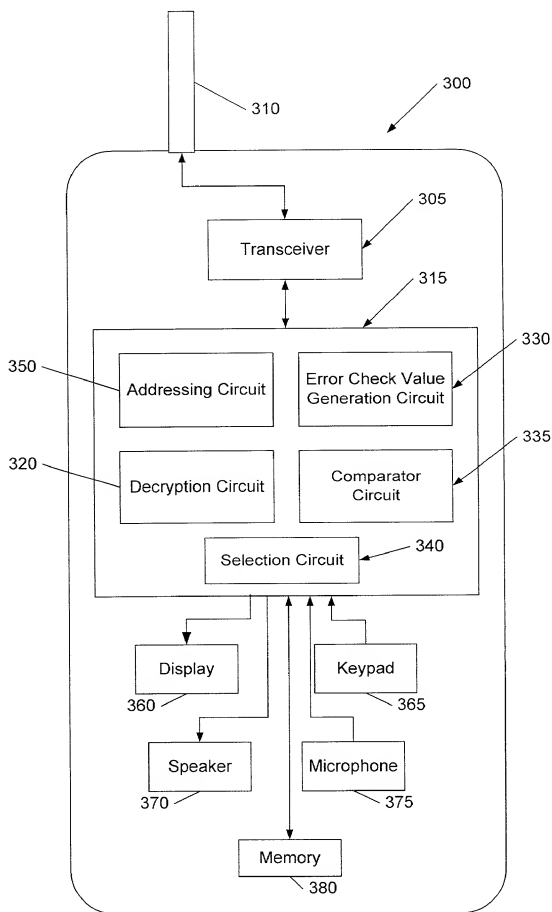 310
300
305
Transceiver
315
350
330
Addressing Circuit
Error Check Value
Generation Circuit
320
335
Decryption Circuit
Comparator
Circuit
340
Selection Circuit
Display
Keypad
360
365
Speaker
Microphone
370
375
Memory
380